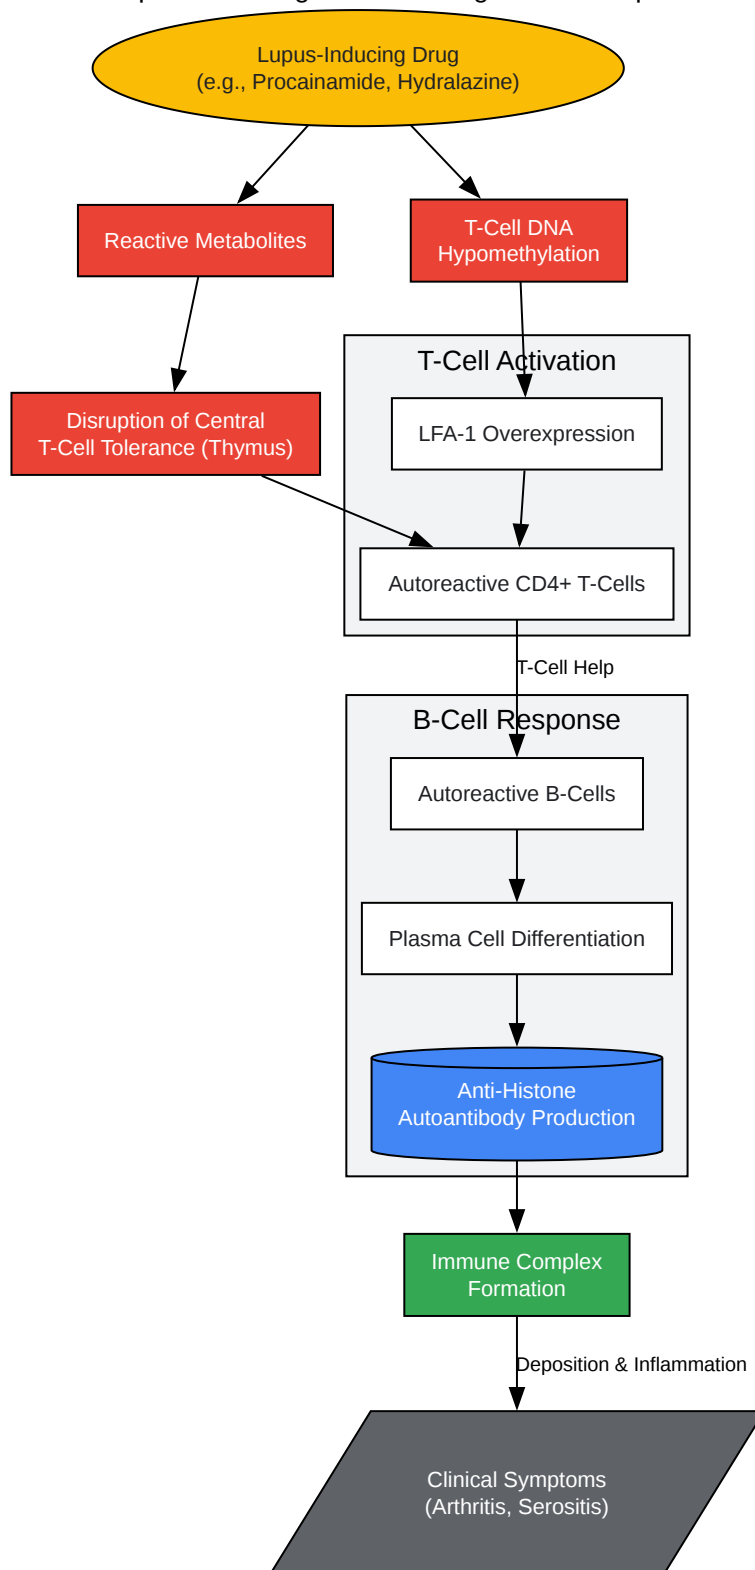 Lupus-Inducing Drug
(e.g., Procainamide, Hydralazine)
Reactive Metabolites
T-Cell DNA
Hypomethylation
T-Cell Activation
LFA-1 Overexpression
Disruption of Central
T-Cell Tolerance (Thymus)
Autoreactive CD4+ T-Cells
T-Cell Help
B-Cell Response
Autoreactive B-Cells
Plasma Cell Differentiation
Anti-Histone
Autoantibody Production
Immune Complex
Formation
Deposition & Inflammation
Clinical Symptoms
(Arthritis, Serositis)